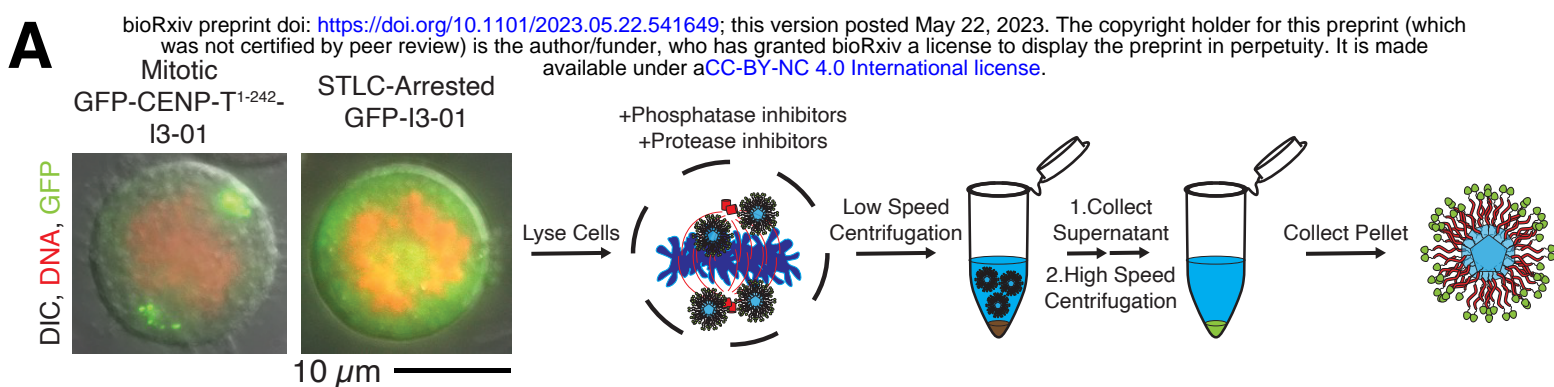 bioRxiv preprint doi: https://doi.org/10.1101/2023.05.22.541649; this version posted May 22, 2023. The copyright holder for this preprint (which
was not certified by peer review) is the author/funder, who has granted bioRxiv a license to display the preprint in perpetuity. It is made
available under aCC-BY-NC 4.0 International license.
A
Mitotic
GFP-CENP-T1-242-
I3-01
STLC-Arrested
GFP-I3-01
DIC, DNA, GFP
10 µm
Lyse Cells
+Phosphatase inhibitors
+Protease inhibitors
Low Speed
Centrifugation
1.Collect
Supernatant
2.High Speed
Centrifugation
Collect Pellet